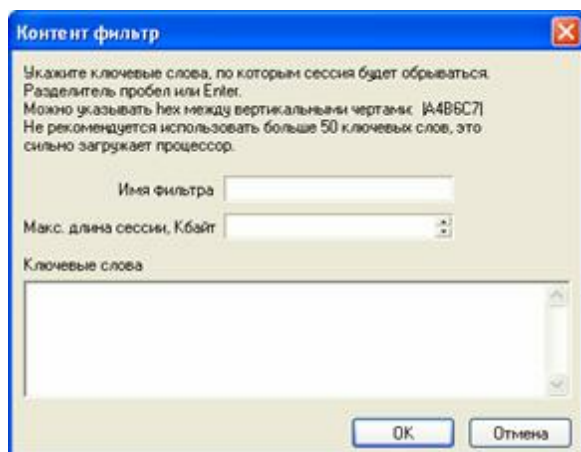 Контент фильтр
Укажите ключевые слова, по которым сессия будет обрываться.
Разделитель пробел или Enter.
Можно указывать hex между вертикальными чертами: |A4B6C7|
Не рекомендуется использовать больше 50 ключевых слов, это
сильно загружает процессор.
Имя фильтра
Макс. длина сессии, Кбайт
Ключевые слова
OK Отмена